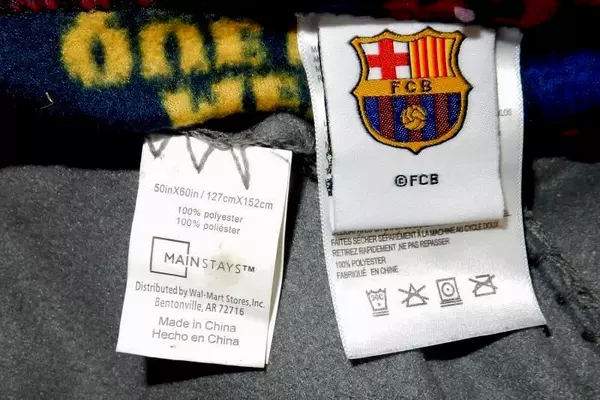 FCB
©FCB
50inX60in / 127cmX152cm
100% polyester
100% poliéster
MAINSTAYS™
Distributed by Wal-Mart Stores, Inc.
Bentonville, AR 72716
Made in China
Hecho en China
FAITES SÉCHER SÉPARÉMENT À LA MACHINE AU CYCLE DOUX
RETIREZ RAPIDEMENT ,NE PAS REPASSER
100% POLYESTER
FABRIQUÉ EN CHINE